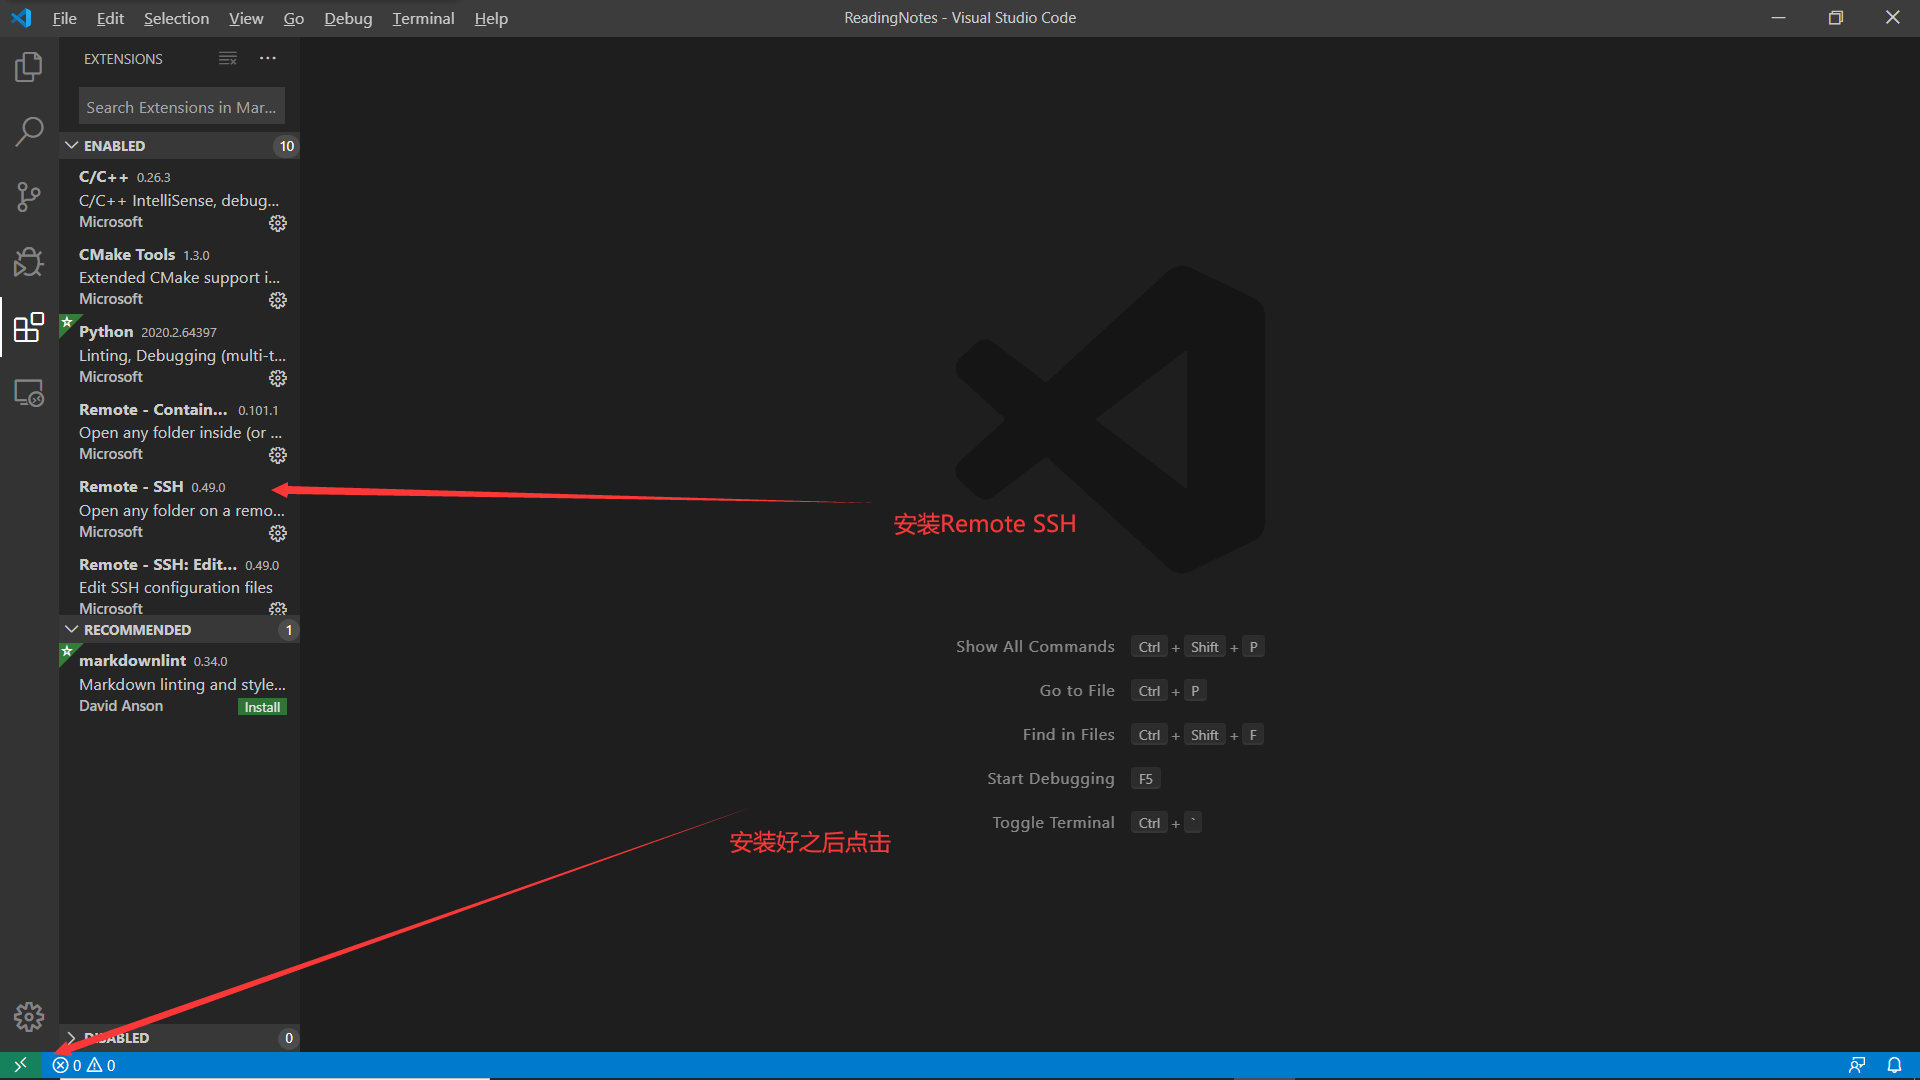 File Edit Selection View Go Debug Terminal Help
ReadingNotes - Visual Studio Code
EXTENSIONS
Search Extensions in Mar...
ENABLED 10
C/C++ 0.26.3
C/C++ IntelliSense, debug...
Microsoft
CMake Tools 1.3.0
Extended CMake support i...
Microsoft
Python 2020.2.64397
Linting, Debugging (multi-t...
Microsoft
Remote - Contain... 0.101.1
Open any folder inside (or ...
Microsoft
Remote - SSH 0.49.0
Open any folder on a remo...
Microsoft
Remote - SSH: Edit... 0.49.0
Edit SSH configuration files
Microsoft
RECOMMENDED 1
markdownlint 0.34.0
Markdown linting and style...
David Anson Install
安装Remote SSH
Show All Commands Ctrl + Shift + P
Go to File Ctrl + P
Find in Files Ctrl + Shift + F
Start Debugging F5
Toggle Terminal Ctrl + `
安装好之后点击
DISABLED 0
0 0